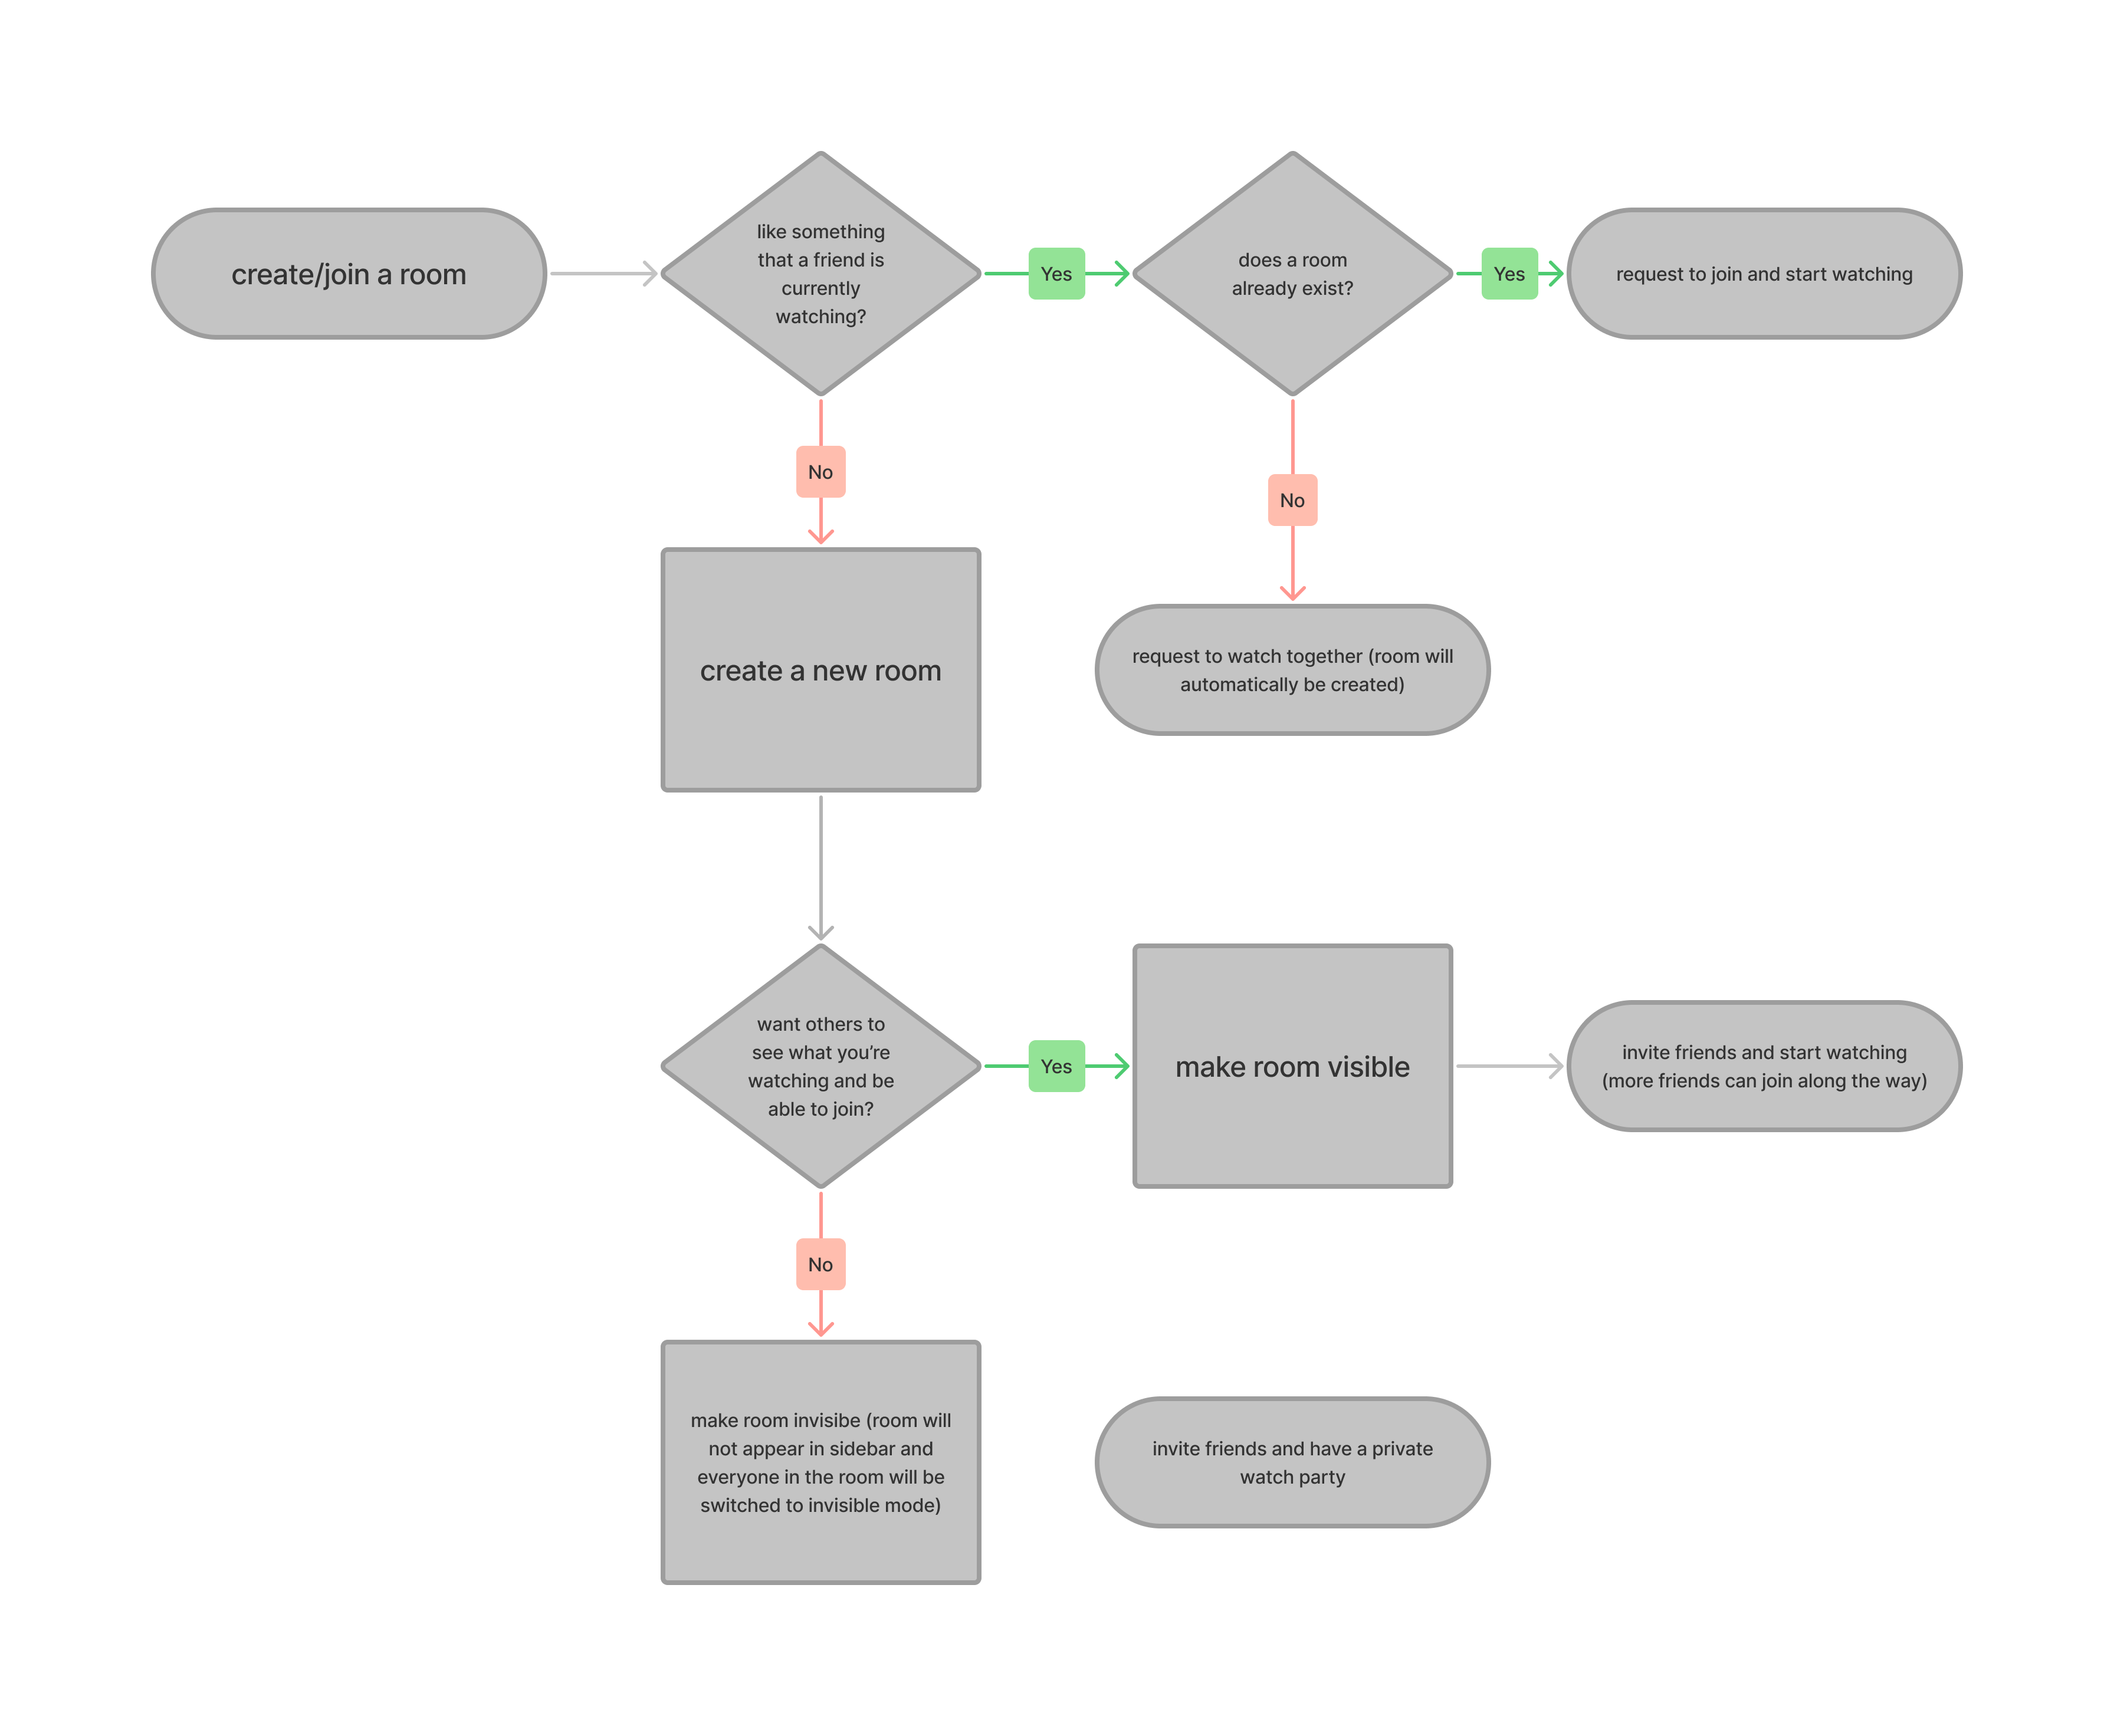 create/join a room
like something
that a friend is
currently
watching?
Yes
does a room
already exist?
Yes
request to join and start watching
No
No
create a new room
request to watch together (room will
automatically be created)
want others to
see what you’re
watching and be
able to join?
Yes
make room visible
invite friends and start watching
(more friends can join along the way)
No
make room invisibe (room will
not appear in sidebar and
everyone in the room will be
switched to invisible mode)
invite friends and have a private
watch party